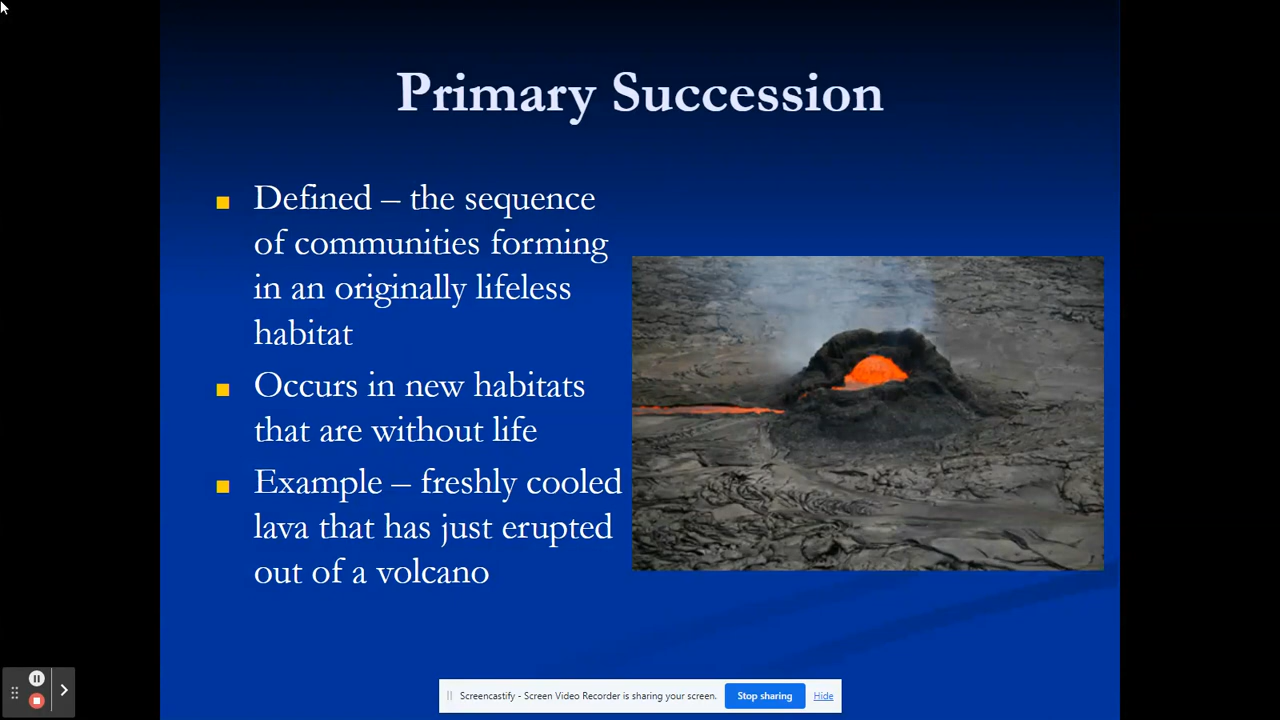 Primary Succession
Defined – the sequence
of communities forming
in an originally lifeless
habitat
Occurs in new habitats
that are without life
Example – freshly cooled
lava that has just erupted
out of a volcano
Screencastify - Screen Video Recorder is sharing your screen. Stop sharing Hide